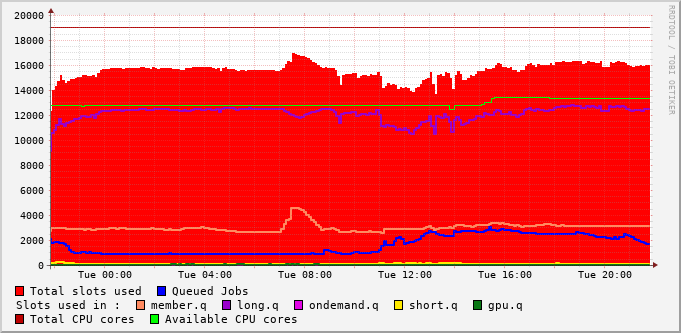 20000
18000
16000
14000
12000
10000
8000
6000
4000
2000
0
Tue 00:00 Tue 04:00 Tue 08:00 Tue 12:00 Tue 16:00 Tue 20:00
RRDTOOL / TOBI OETIKER
Total slots used Queued Jobs
Slots used in : member.q long.q ondemand.q short.q gpu.q
Total CPU cores Available CPU cores